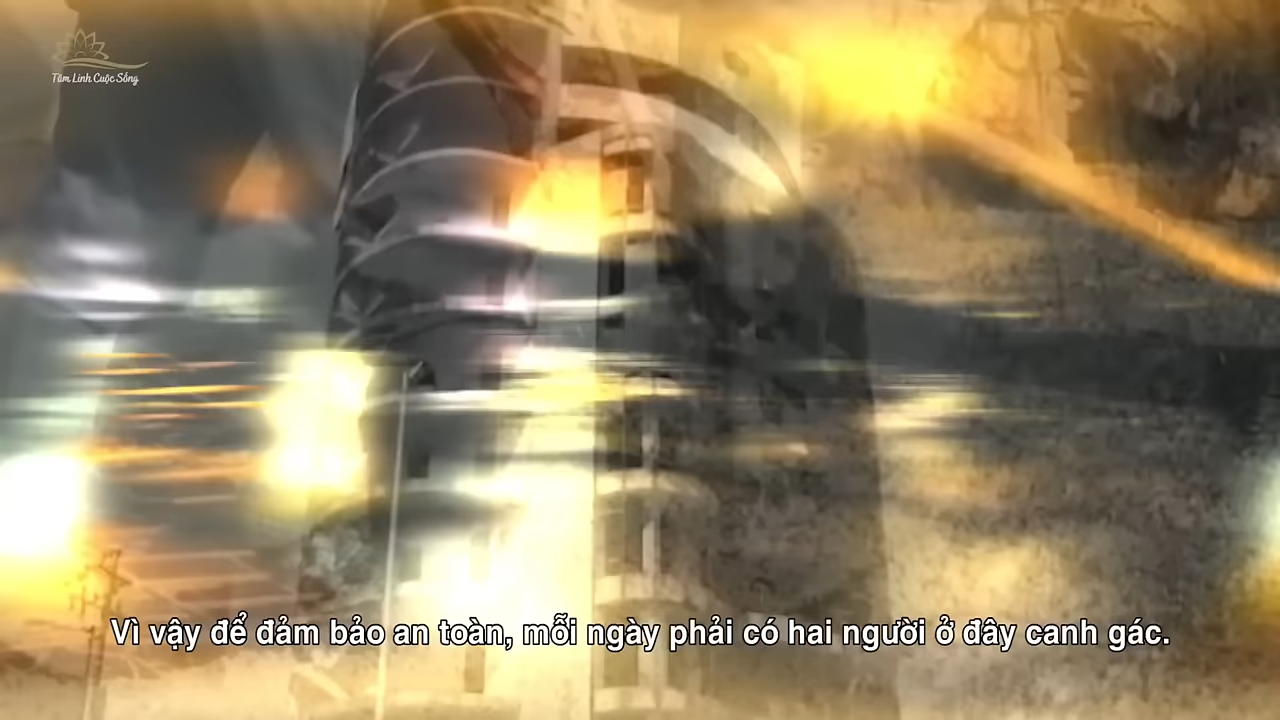 Tâm Linh Cuộc Sống
Vì vậy để đảm bảo an toàn, mỗi ngày phải có hai người ở đây canh gác.